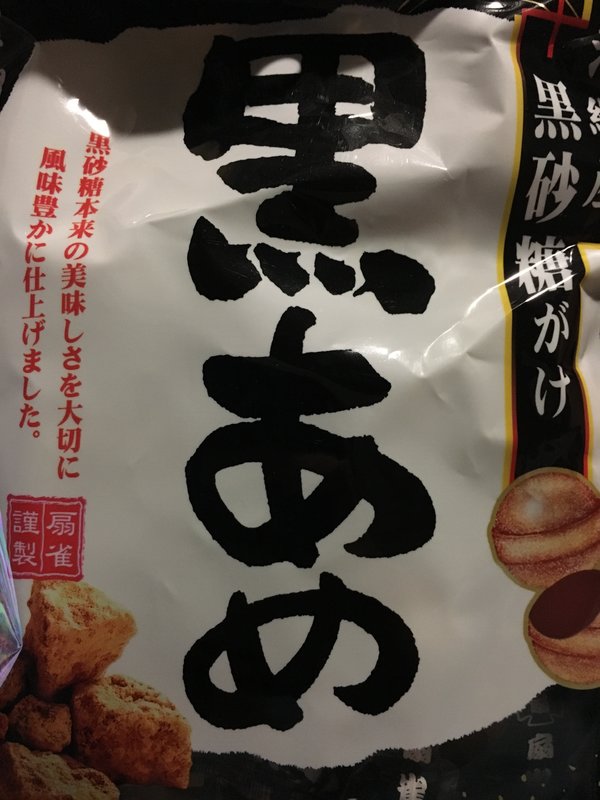 黒砂糖がけ
黒あめ
黒砂糖本来の美味しさを大切に
風味豊かに仕上げました。
扇雀
謹製